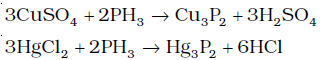 3CuSO₄ + 2PH₃ → Cu₃P₂ + 3H₂SO₄
3HgCl₂ + 2PH₃ → Hg₃P₂ + 6HCl